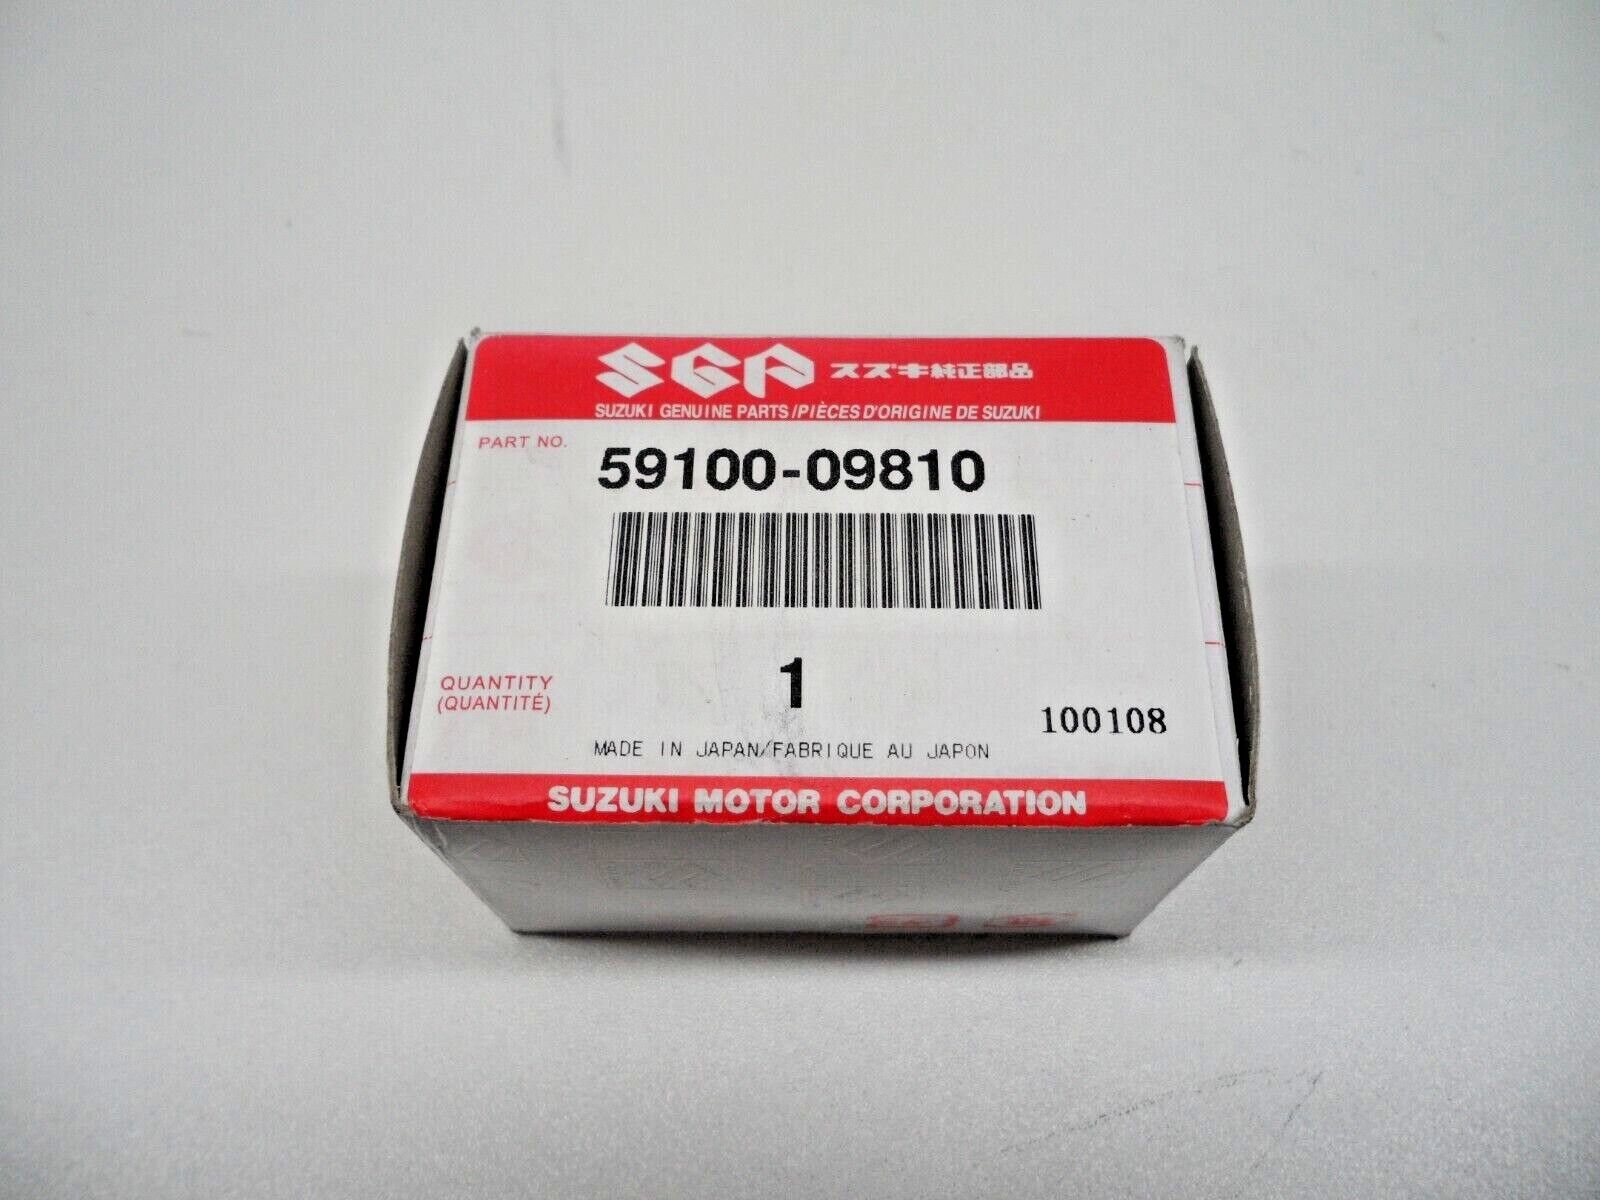 SGP スズキ純正部品
SUZUKI GENUINE PARTS/PIÈCES D'ORIGINE DE SUZUKI
PART NO.
59100-09810
QUANTITY
(QUANTITÉ)
1
100108
MADE IN JAPAN/FABRIQUE AU JAPON
SUZUKI MOTOR CORPORATION